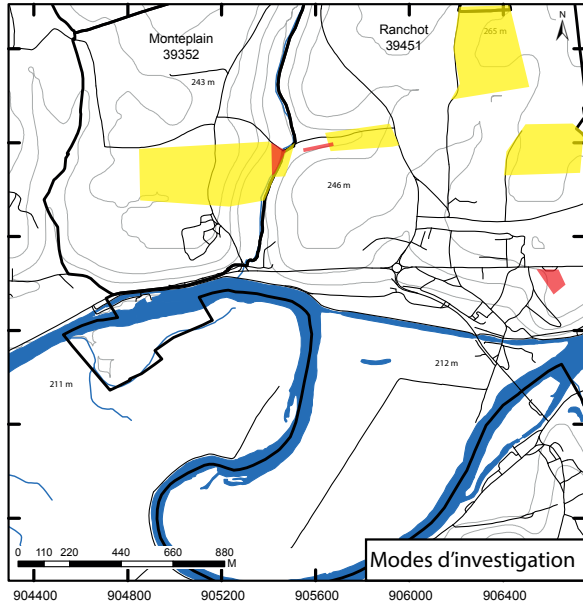 Monteplain
39352
Ranchot
39451
265 m
N
243 m
246 m
211 m
212 m
0 110 220 440 660 880
M
Modes d'investigation
904400 904800 905600 906000 906400